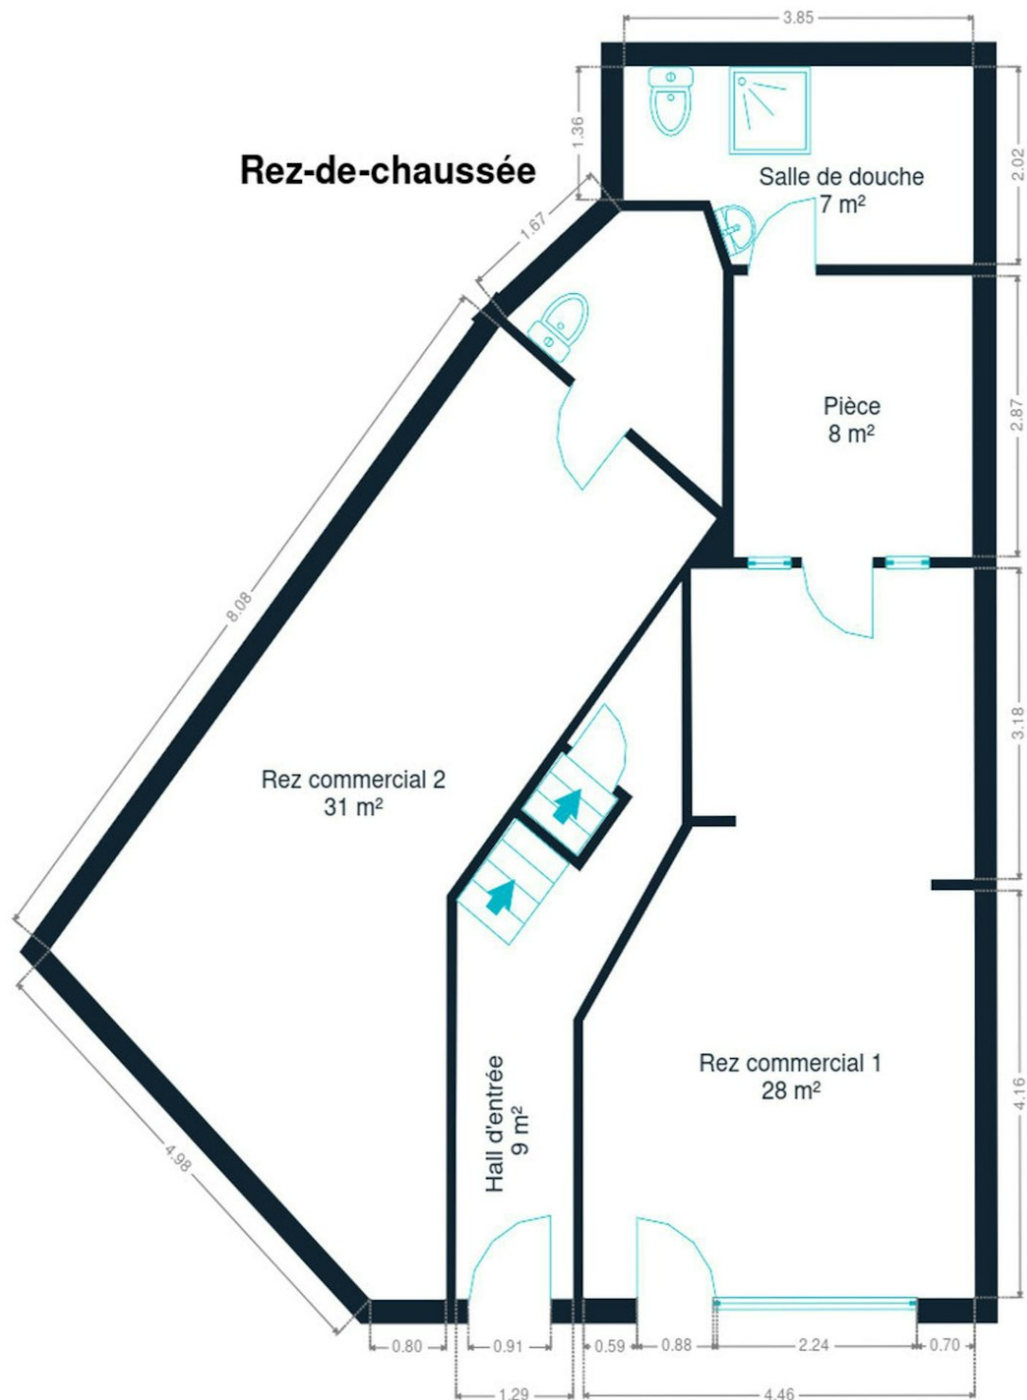 3.85
1.36
2.02
Rez-de-chaussée
Salle de douche
7 m²
1.67
Pièce
8 m²
2.87
8.08
3.18
Rez commercial 2
31 m²
Rez commercial 1
28 m²
Hall d'entrée
9 m²
4.16
4.98
0.80
0.91
0.59
0.88
2.24
0.70
1.29
4.46